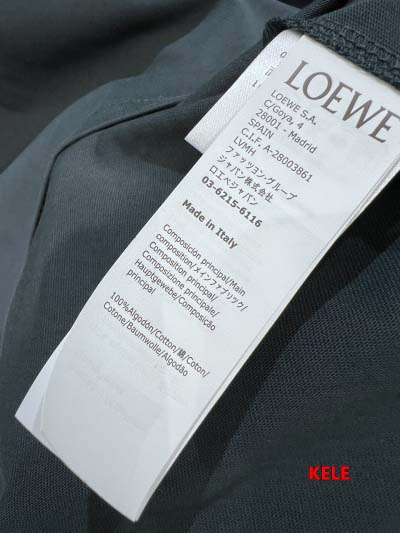 LOEWE
LOEWE S.A.
C/Goya, 4
28001 - Madrid
SPAIN
C.I.F. A-28003861
LVMH
ファッション・グループ
ジャパン株式会社
ロエベジャパン
03-6215-6116
Made in Italy
Composición principal/Main
composition/メインファブリック/
Composition principal/
Composizione principale/
Hauptgewebe/Composição
principal
100%Algodón/Cotton/綿/Coton/
Cotone/Baumwolle/Algodão
KELE